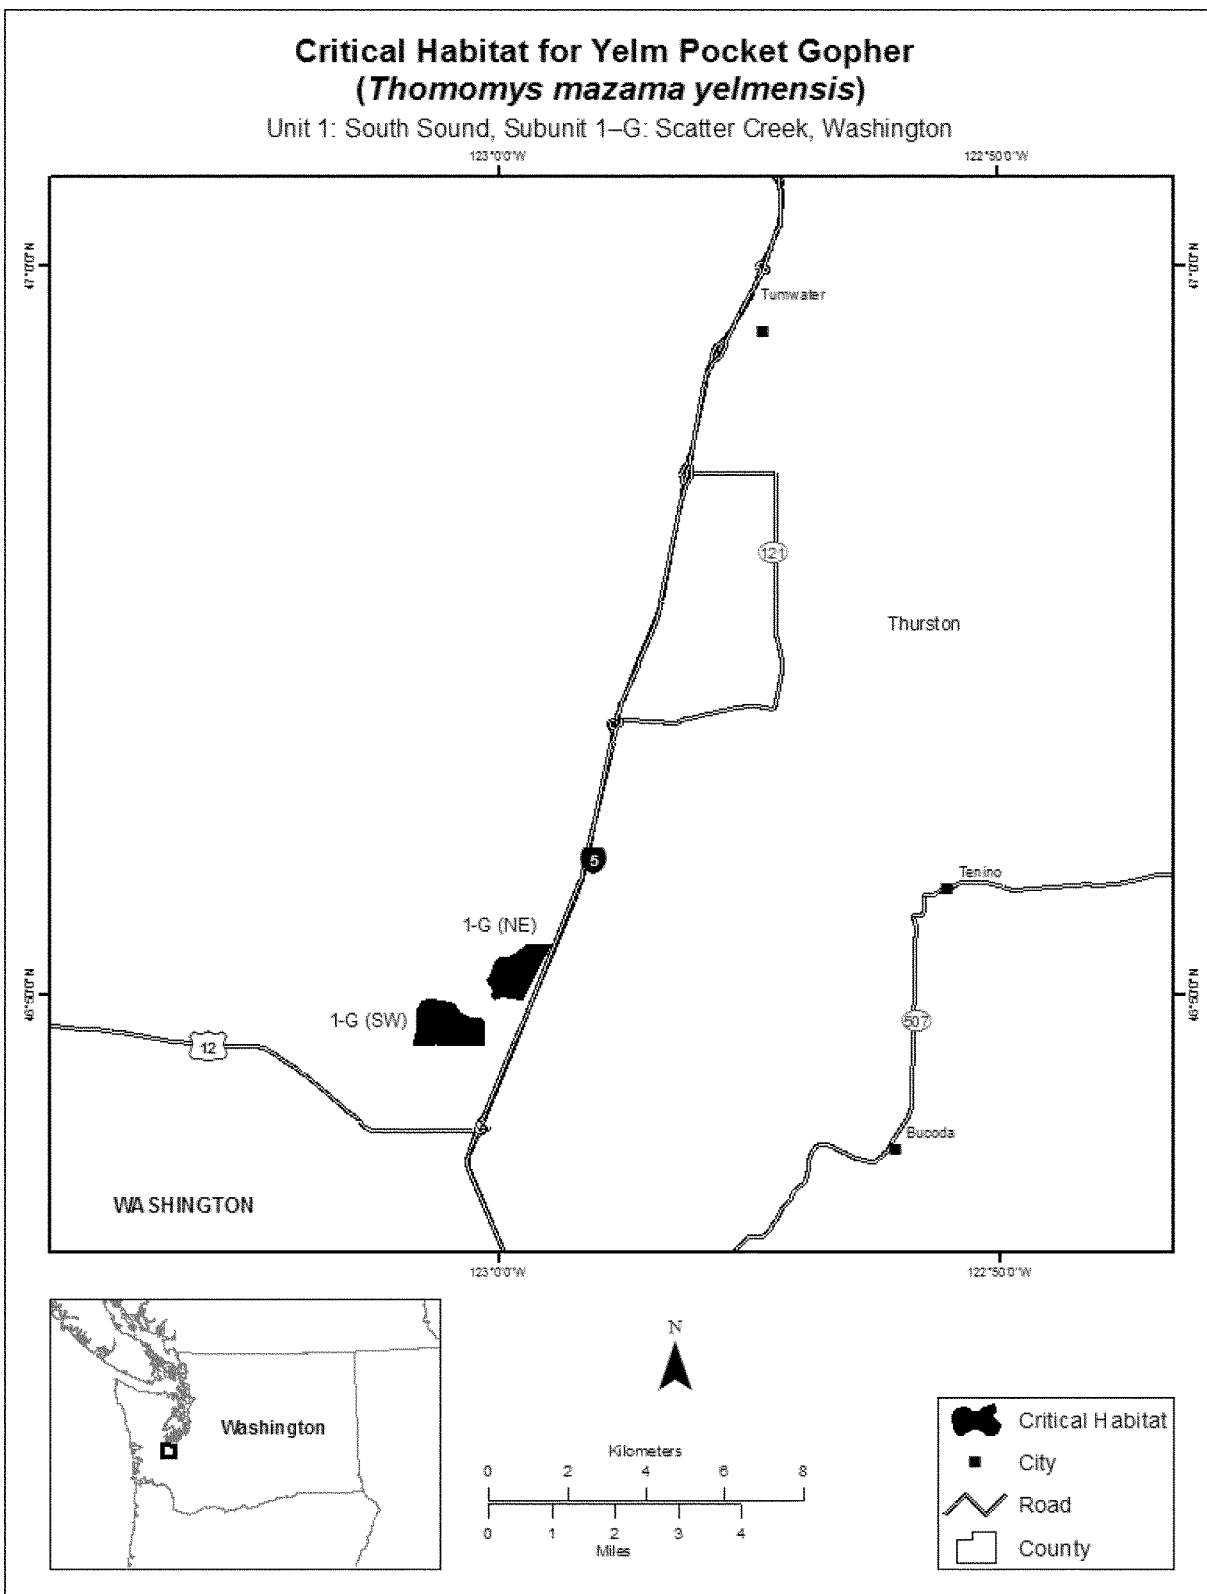 Critical Habitat for Yelm Pocket Gopher
(Thomomys mazama yelmensis)
Unit 1: South Sound, Subunit 1–G: Scatter Creek, Washington
123°0'0"W
122°50'0"W
47°0'0"N
47°0'0"N
Tumwater
121
Thurston
5
Tenino
1-G (NE)
46°50'0"N
46°50'0"N
1-G (SW)
507
12
Bucoda
WASHINGTON
123°0'0"W
122°50'0"W
Washington
N
Kilometers
0 2 4 6 8
0 1 2 3 4
Miles
Critical Habitat
City
Road
County